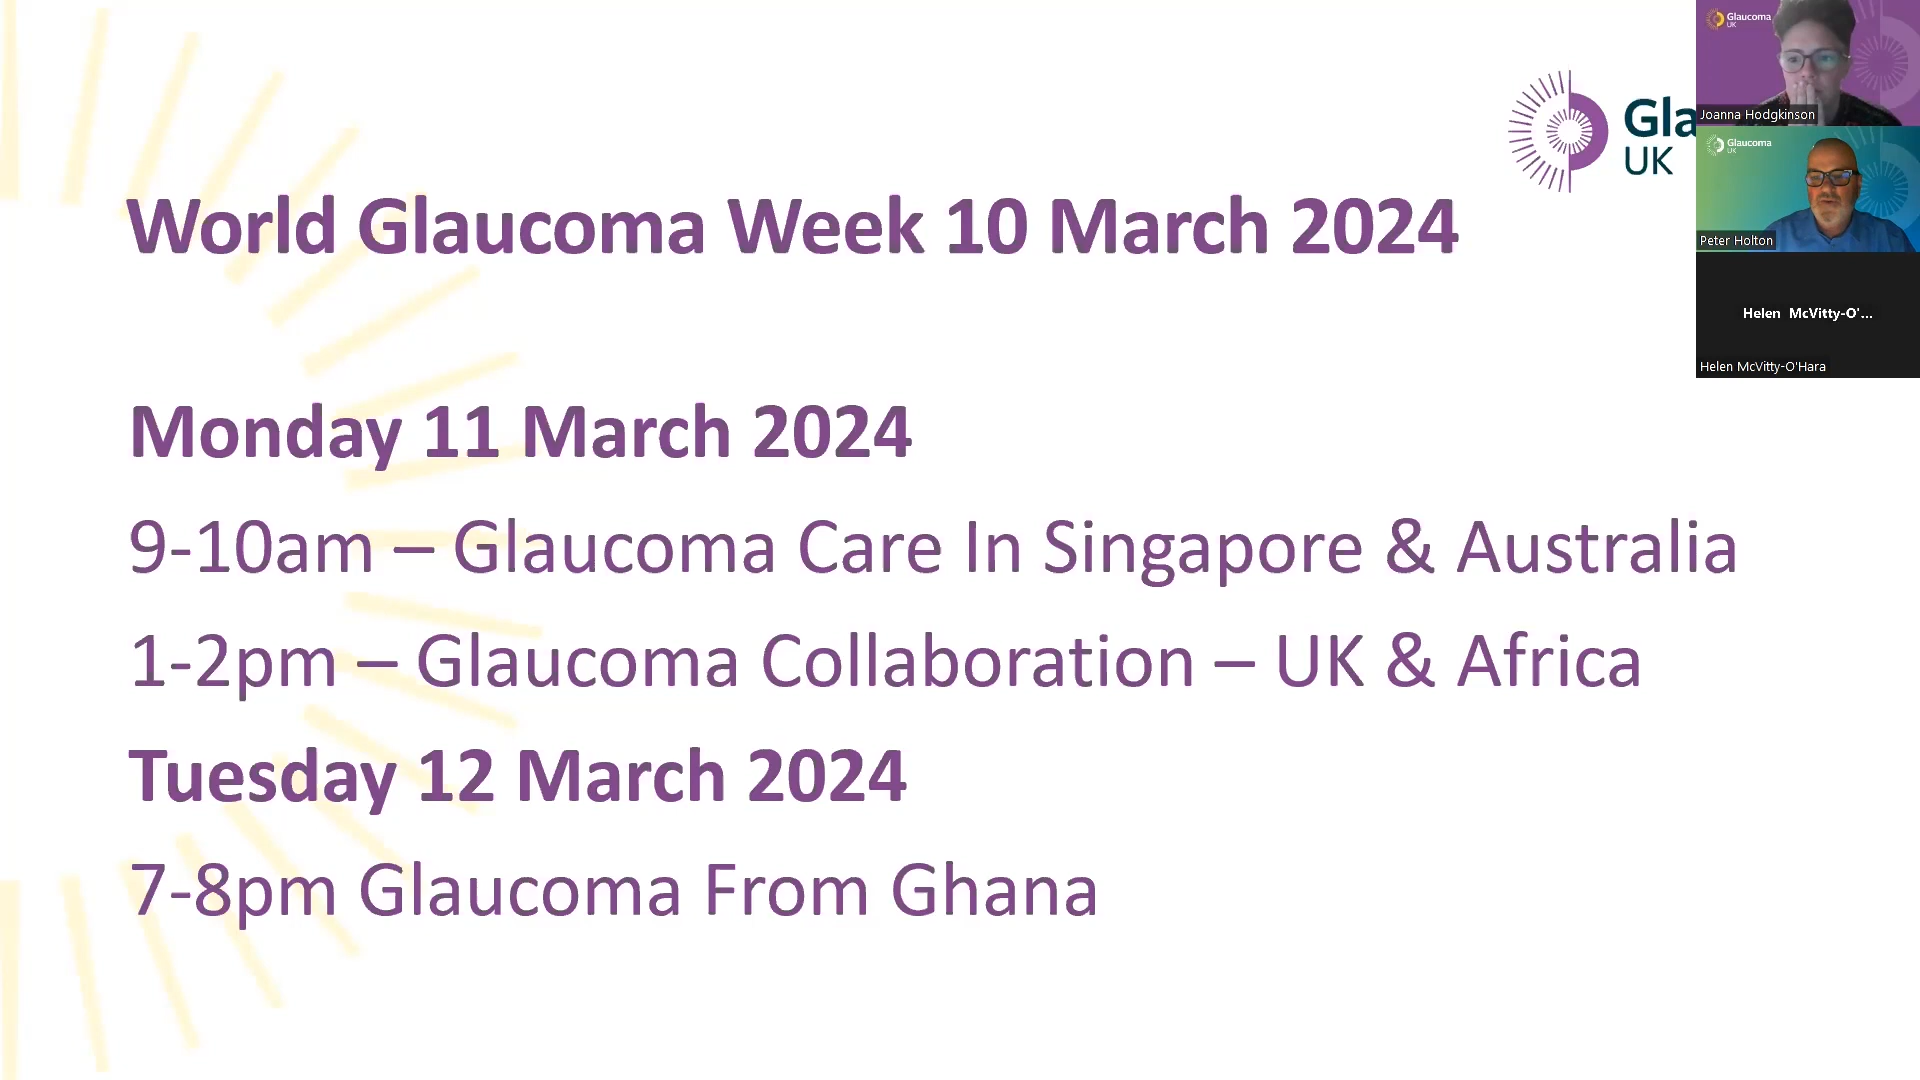 World Glaucoma Week 10 March 2024
Monday 11 March 2024
9-10am – Glaucoma Care In Singapore & Australia
1-2pm – Glaucoma Collaboration – UK & Africa
Tuesday 12 March 2024
7-8pm Glaucoma From Ghana
Gla
UK
Glaucoma
UK
Joanna Hodgkinson
Glaucoma
UK
Peter Holton
Helen McVitty-O'...
Helen McVitty-O'Hara